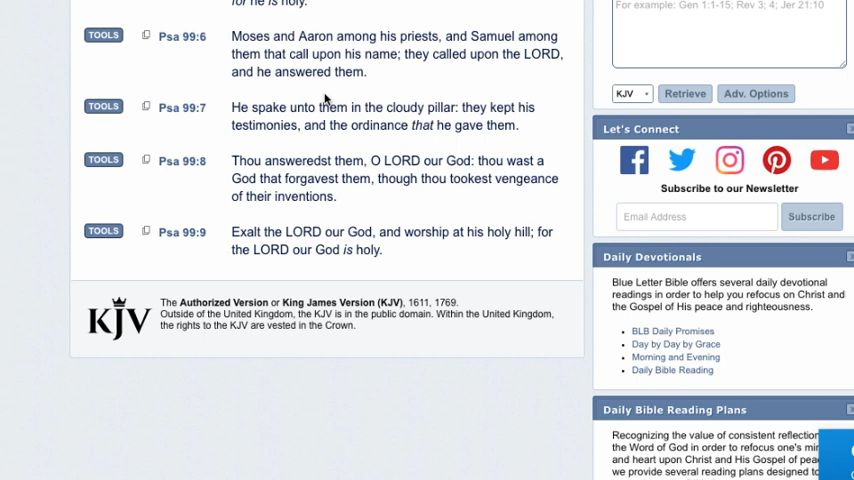 for he is holy.
TOOLS Psa 99:6 Moses and Aaron among his priests, and Samuel among
them that call upon his name; they called upon the LORD,
and he answered them.
TOOLS Psa 99:7 He spake unto them in the cloudy pillar: they kept his
testimonies, and the ordinance that he gave them.
TOOLS Psa 99:8 Thou answeredst them, O LORD our God: thou wast a
God that forgavest them, though thou tookest vengeance
of their inventions.
TOOLS Psa 99:9 Exalt the LORD our God, and worship at his holy hill; for
the LORD our God is holy.
KJV
The Authorized Version or King James Version (KJV), 1611, 1769.
Outside of the United Kingdom, the KJV is in the public domain. Within the United Kingdom,
the rights to the KJV are vested in the Crown.
For example: Gen 1:1-15; Rev 3; 4; Jer 21:10
KJV Retrieve Adv. Options
Let's Connect
Subscribe to our Newsletter
Email Address Subscribe
Daily Devotionals
Blue Letter Bible offers several daily devotional
readings in order to help you refocus on Christ and
the Gospel of His peace and righteousness.
BLB Daily Promises
Day by Day by Grace
Morning and Evening
Daily Bible Reading
Daily Bible Reading Plans
Recognizing the value of consistent reflection
the Word of God in order to refocus one's
and heart upon Christ and His Gospel of
we provide several reading plans designed to